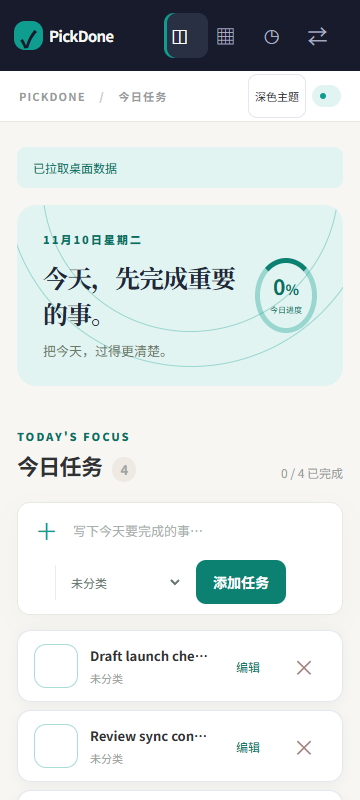 PickDone
PICKDONE / 今日任务
深色主题
已拉取桌面数据
11月10日星期二
今天，先完成重要
的事。
把今天，过得更清楚。
0%
今日进度
TODAY'S FOCUS
今日任务 4
0 / 4 已完成
写下今天要完成的事…
未分类
添加任务
Draft launch che…
未分类
编辑
Review sync con…
未分类
编辑